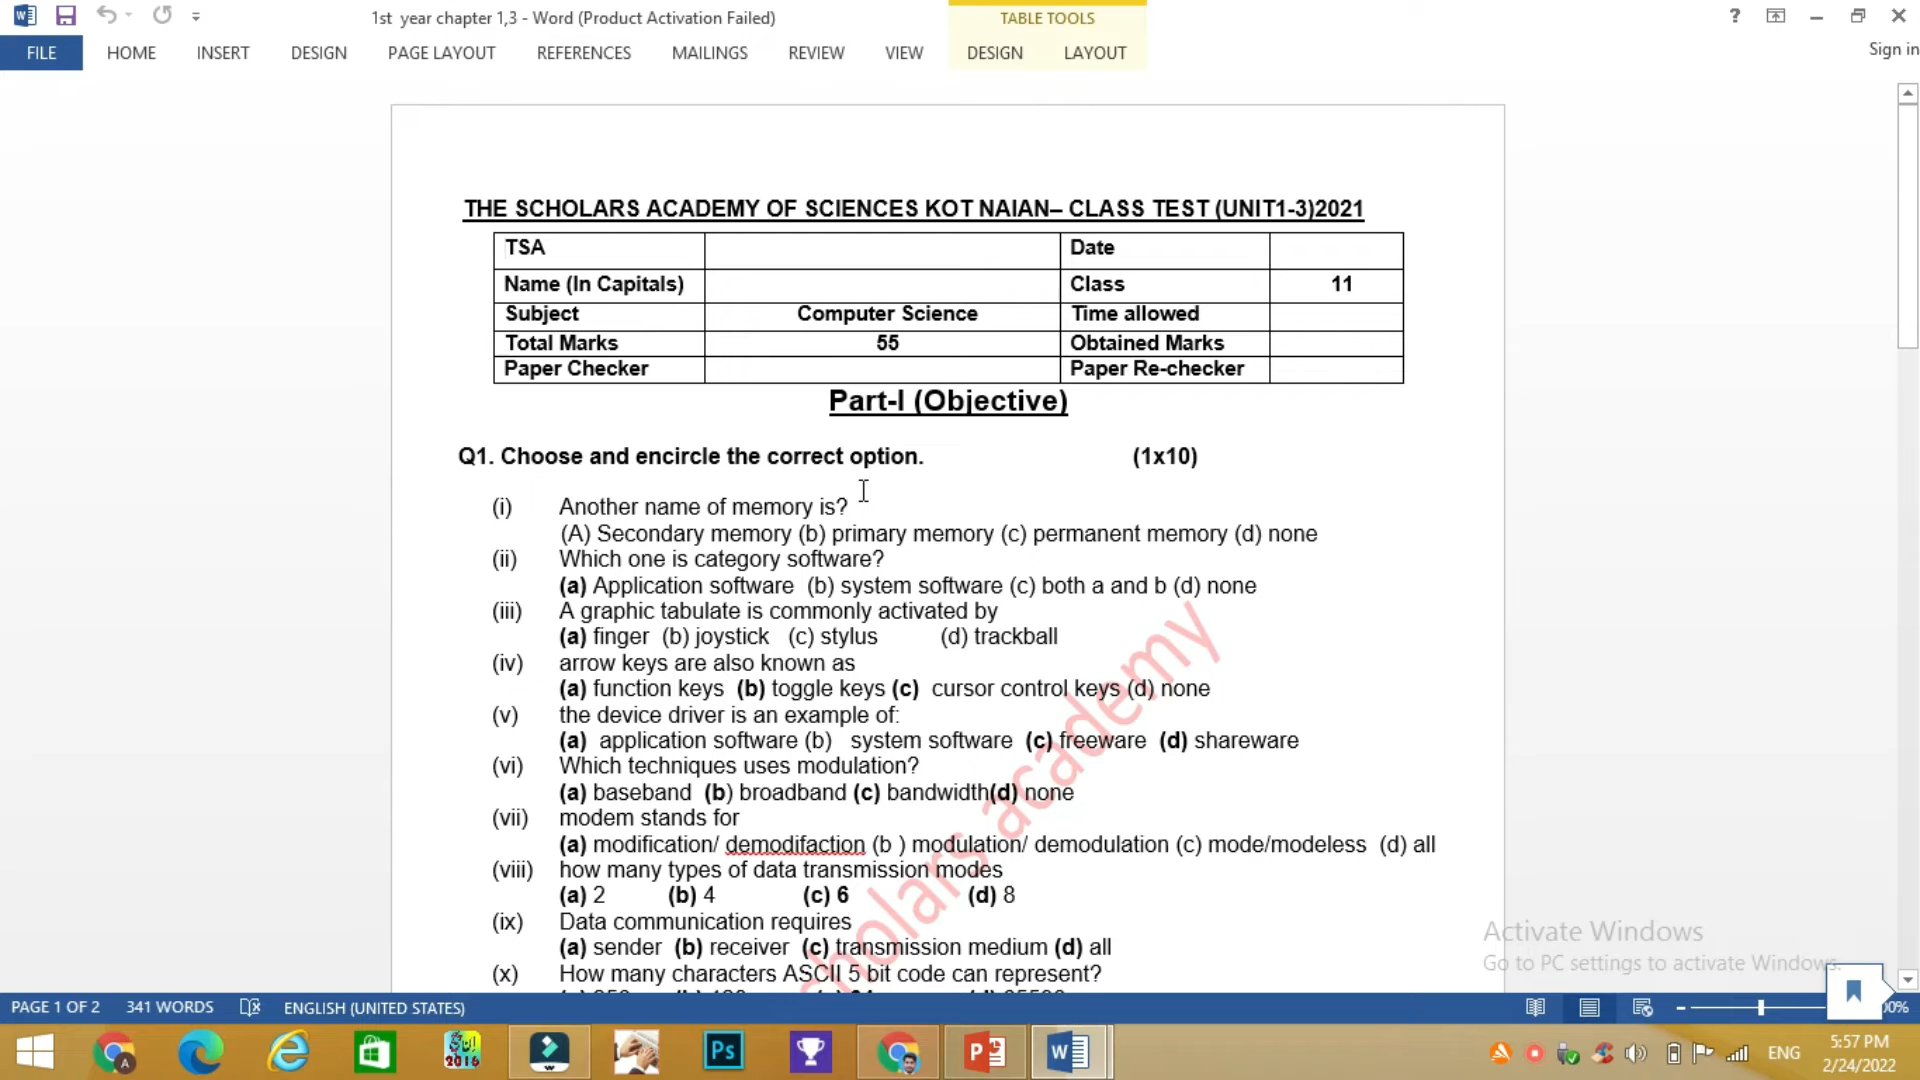 1st year chapter 1,3 - Word (Product Activation Failed)
TABLE TOOLS
?
FILE HOME INSERT DESIGN PAGE LAYOUT REFERENCES MAILINGS REVIEW VIEW DESIGN LAYOUT Sign in
THE SCHOLARS ACADEMY OF SCIENCES KOT NAIAN– CLASS TEST (UNIT1-3)2021
TSA Date
Name (In Capitals) Class 11
Subject Computer Science Time allowed
Total Marks 55 Obtained Marks
Paper Checker Paper Re-checker
Part-I (Objective)
Q1. Choose and encircle the correct option. (1x10)
(i) Another name of memory is?
(A) Secondary memory (b) primary memory (c) permanent memory (d) none
(ii) Which one is category software?
(a) Application software (b) system software (c) both a and b (d) none
(iii) A graphic tabulate is commonly activated by
(a) finger (b) joystick (c) stylus (d) trackball
(iv) arrow keys are also known as
(a) function keys (b) toggle keys (c) cursor control keys (d) none
(v) the device driver is an example of:
(a) application software (b) system software (c) freeware (d) shareware
(vi) Which techniques uses modulation?
(a) baseband (b) broadband (c) bandwidth(d) none
(vii) modem stands for
(a) modification/ demodifaction (b ) modulation/ demodulation (c) mode/modeless (d) all
(viii) how many types of data transmission modes
(a) 2 (b) 4 (c) 6 (d) 8
(ix) Data communication requires
(a) sender (b) receiver (c) transmission medium (d) all
(x) How many characters ASCII 5 bit code can represent?
cholars academy
Activate Windows
Go to PC settings to activate Windows.
PAGE 1 OF 2 341 WORDS ENGLISH (UNITED STATES) 00%
2016 Ps P W ENG 5:57 PM
2/24/2022